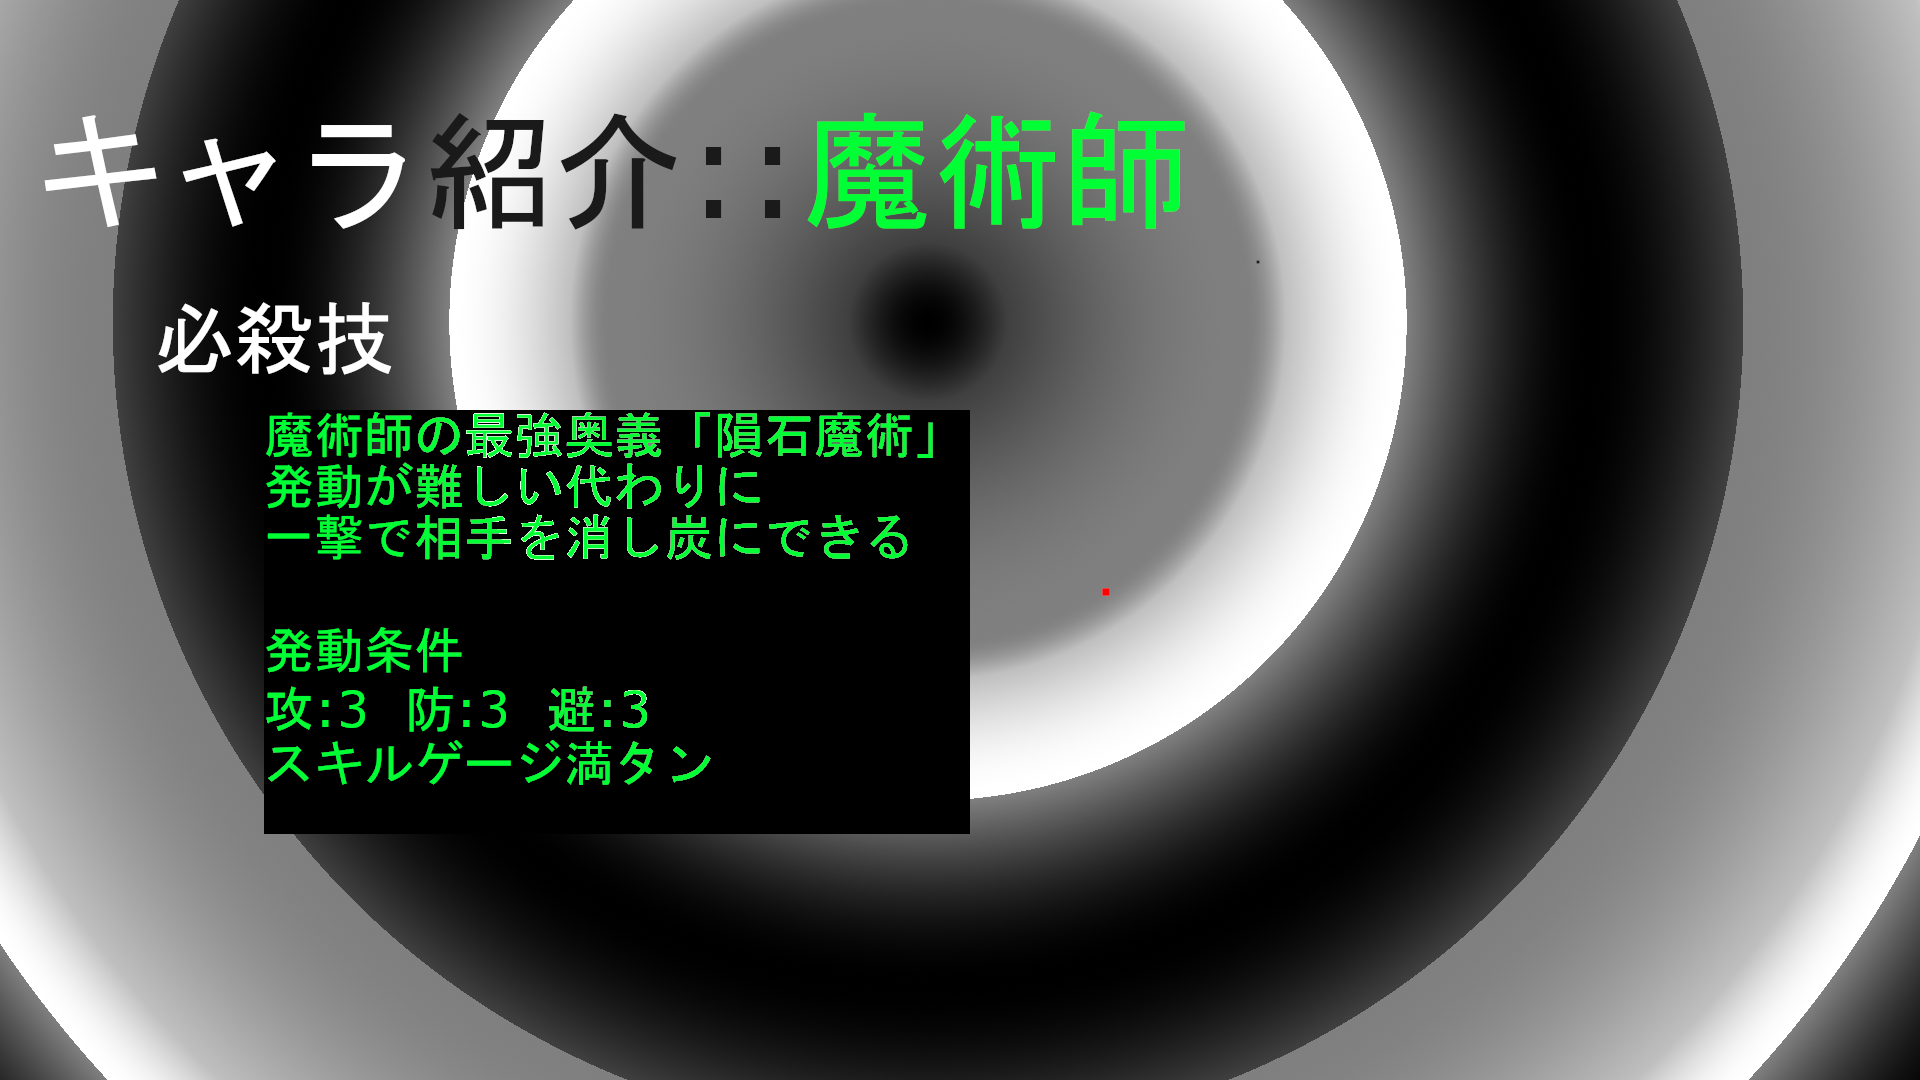 キャラ紹介::魔術師
必殺技
魔術師の最強奥義「隕石魔術」
発動が難しい代わりに
一撃で相手を消し炭にできる
発動条件
攻:3 防:3 避:3
スキルゲージ満タン